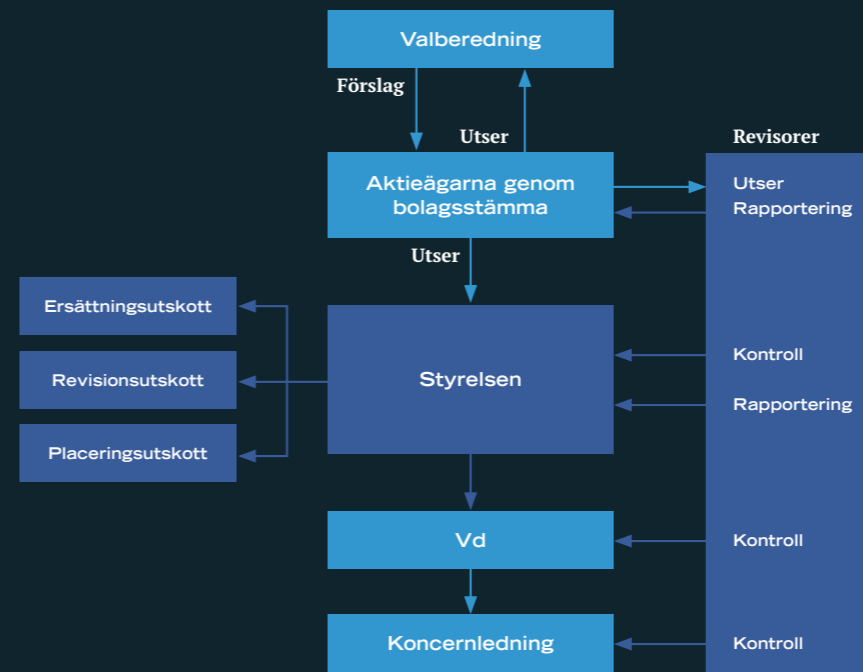 Valberedning
Förslag
Utser
Revisorer
Aktieägarna genom
bolagsstämma
Utser
Rapportering
Utser
Ersättningsutskott
Revisionsutskott
Placeringsutskott
Styrelsen
Kontroll
Rapportering
Vd
Kontroll
Koncernledning
Kontroll